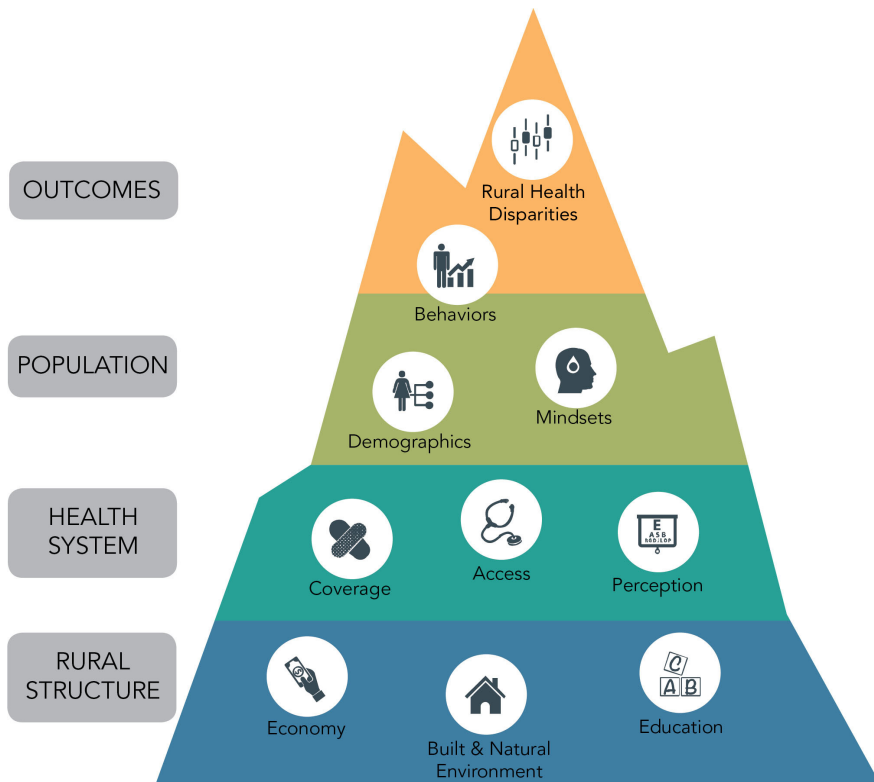 OUTCOMES
Rural Health
Disparities
Behaviors
POPULATION
Mindsets
Demographics
HEALTH
SYSTEM
E
ASB
Access
Perception
Coverage
RURAL
STRUCTURE
$
C
A B
Economy
Education
Built & Natural
Environment